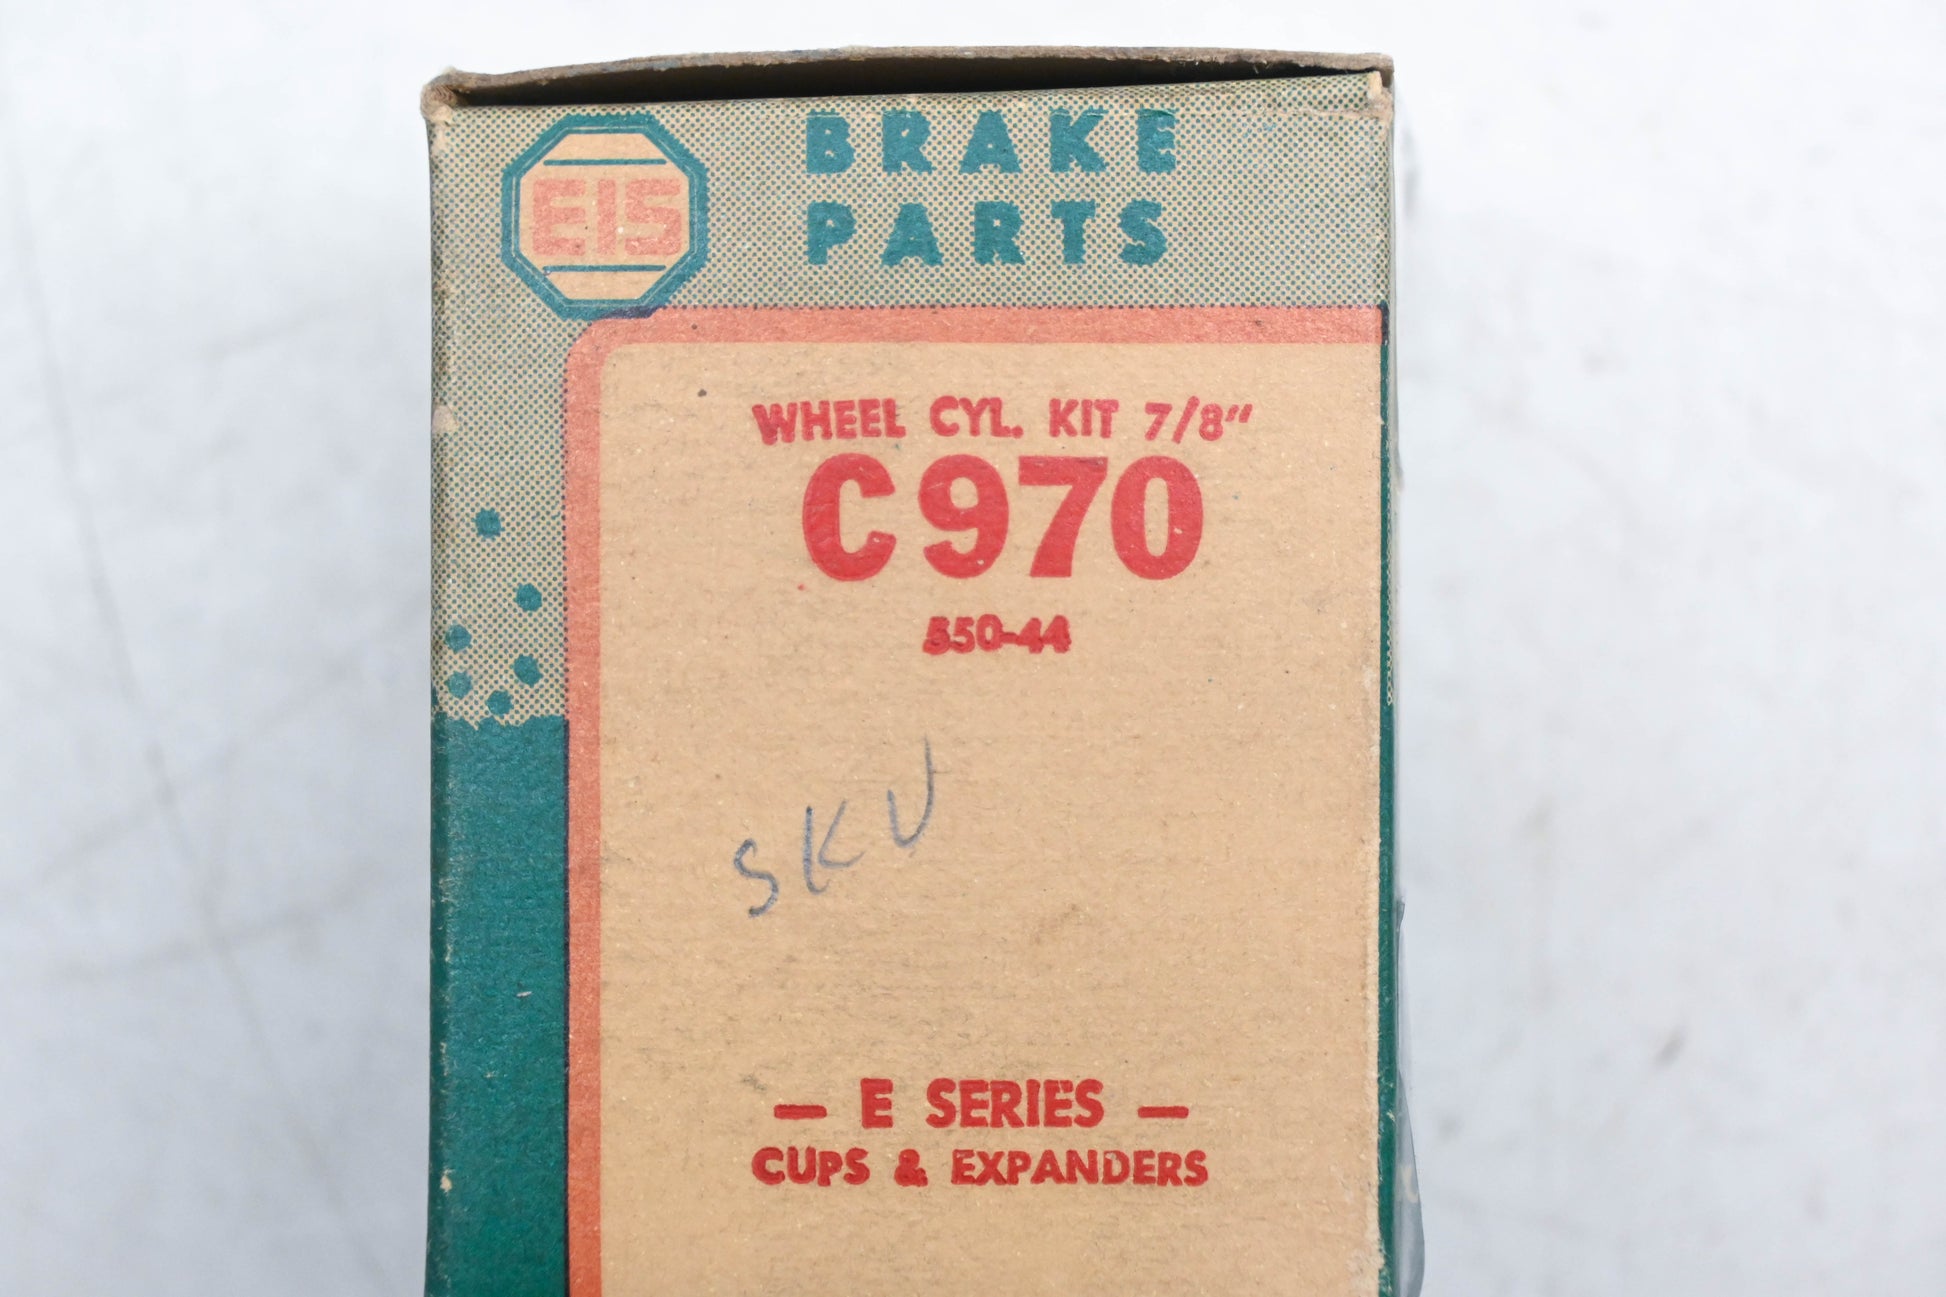 EIS
BRAKE
PARTS
WHEEL CYL. KIT 7/8"
C970
550-44
SKU
— E SERIES —
CUPS & EXPANDERS